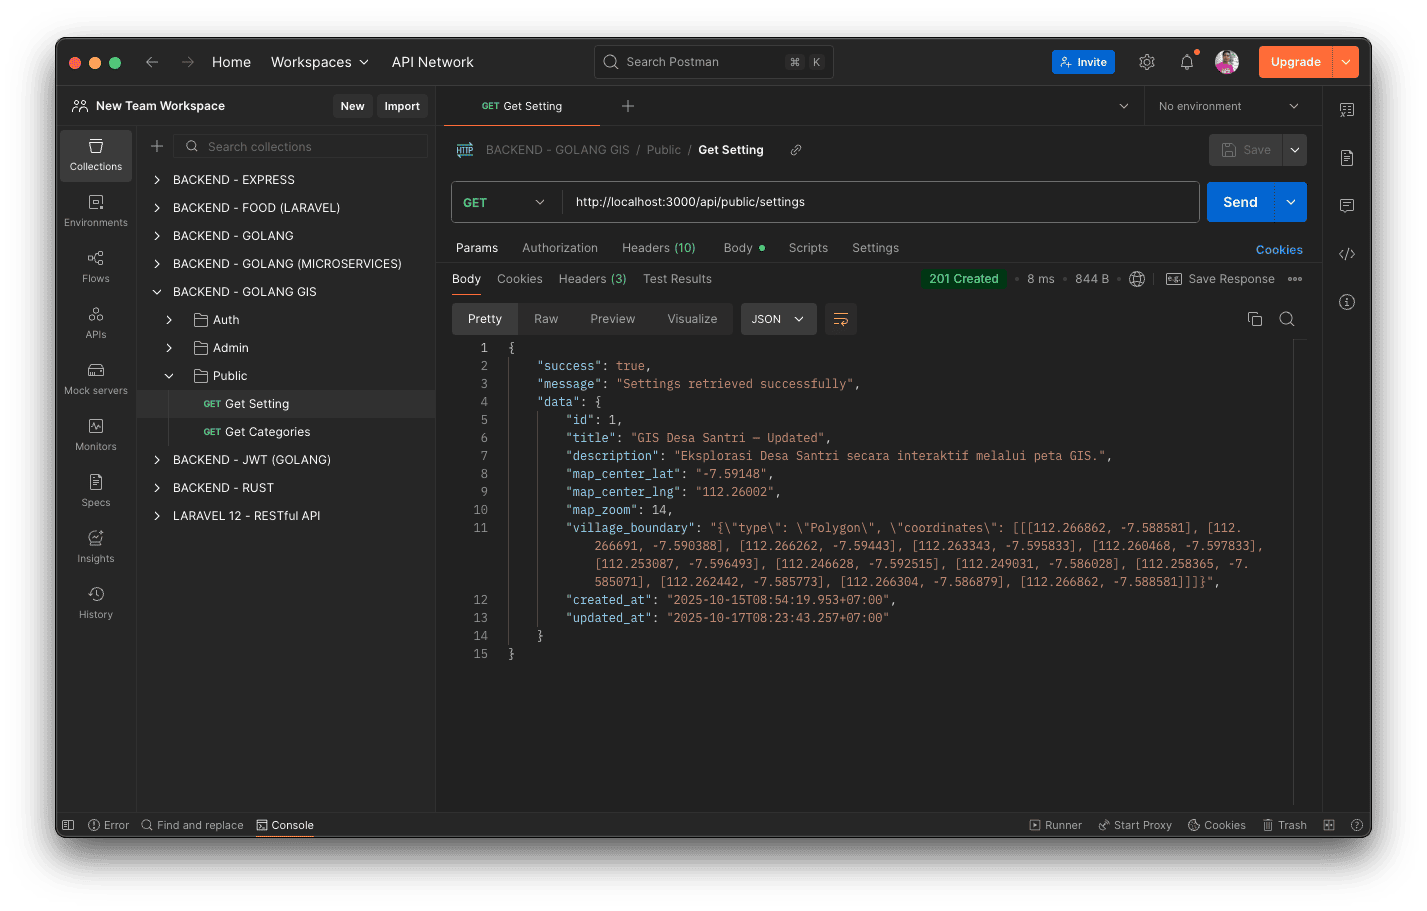 Home
Workspaces
API Network
Search Postman
⌘ K
Invite
Upgrade
New Team Workspace
New
Import
GET Get Setting
No environment
Collections
Environments
Flows
APIs
Mock servers
Monitors
Specs
Insights
History
Search collections
BACKEND - EXPRESS
BACKEND - FOOD (LARAVEL)
BACKEND - GOLANG
BACKEND - GOLANG (MICROSERVICES)
BACKEND - GOLANG GIS
Auth
Admin
Public
GET Get Setting
GET Get Categories
BACKEND - JWT (GOLANG)
BACKEND - RUST
LARAVEL 12 - RESTful API
HTTP BACKEND - GOLANG GIS / Public / Get Setting
Save
GET http://localhost:3000/api/public/settings
Send
Params Authorization Headers (10) Body Scripts Settings Cookies
Body Cookies Headers (3) Test Results 201 Created 8 ms 844 B e.g. Save Response
Pretty Raw Preview Visualize JSON
1 {
2 "success": true,
3 "message": "Settings retrieved successfully",
4 "data": {
5 "id": 1,
6 "title": "GIS Desa Santri — Updated",
7 "description": "Eksplorasi Desa Santri secara interaktif melalui peta GIS.",
8 "map_center_lat": "-7.59148",
9 "map_center_lng": "112.26002",
10 "map_zoom": 14,
11 "village_boundary": "{\"type\": \"Polygon\", \"coordinates\": [[[112.266862, -7.588581], [112.
266691, -7.590388], [112.266262, -7.59443], [112.263343, -7.595833], [112.260468, -7.597833],
[112.253087, -7.596493], [112.246628, -7.592515], [112.249031, -7.586028], [112.258365, -7.
585071], [112.262442, -7.585773], [112.266304, -7.586879], [112.266862, -7.588581]]]}",
12 "created_at": "2025-10-15T08:54:19.953+07:00",
13 "updated_at": "2025-10-17T08:23:43.257+07:00"
14 }
15 }
Error
Find and replace
Console
Runner
Start Proxy
Cookies
Trash